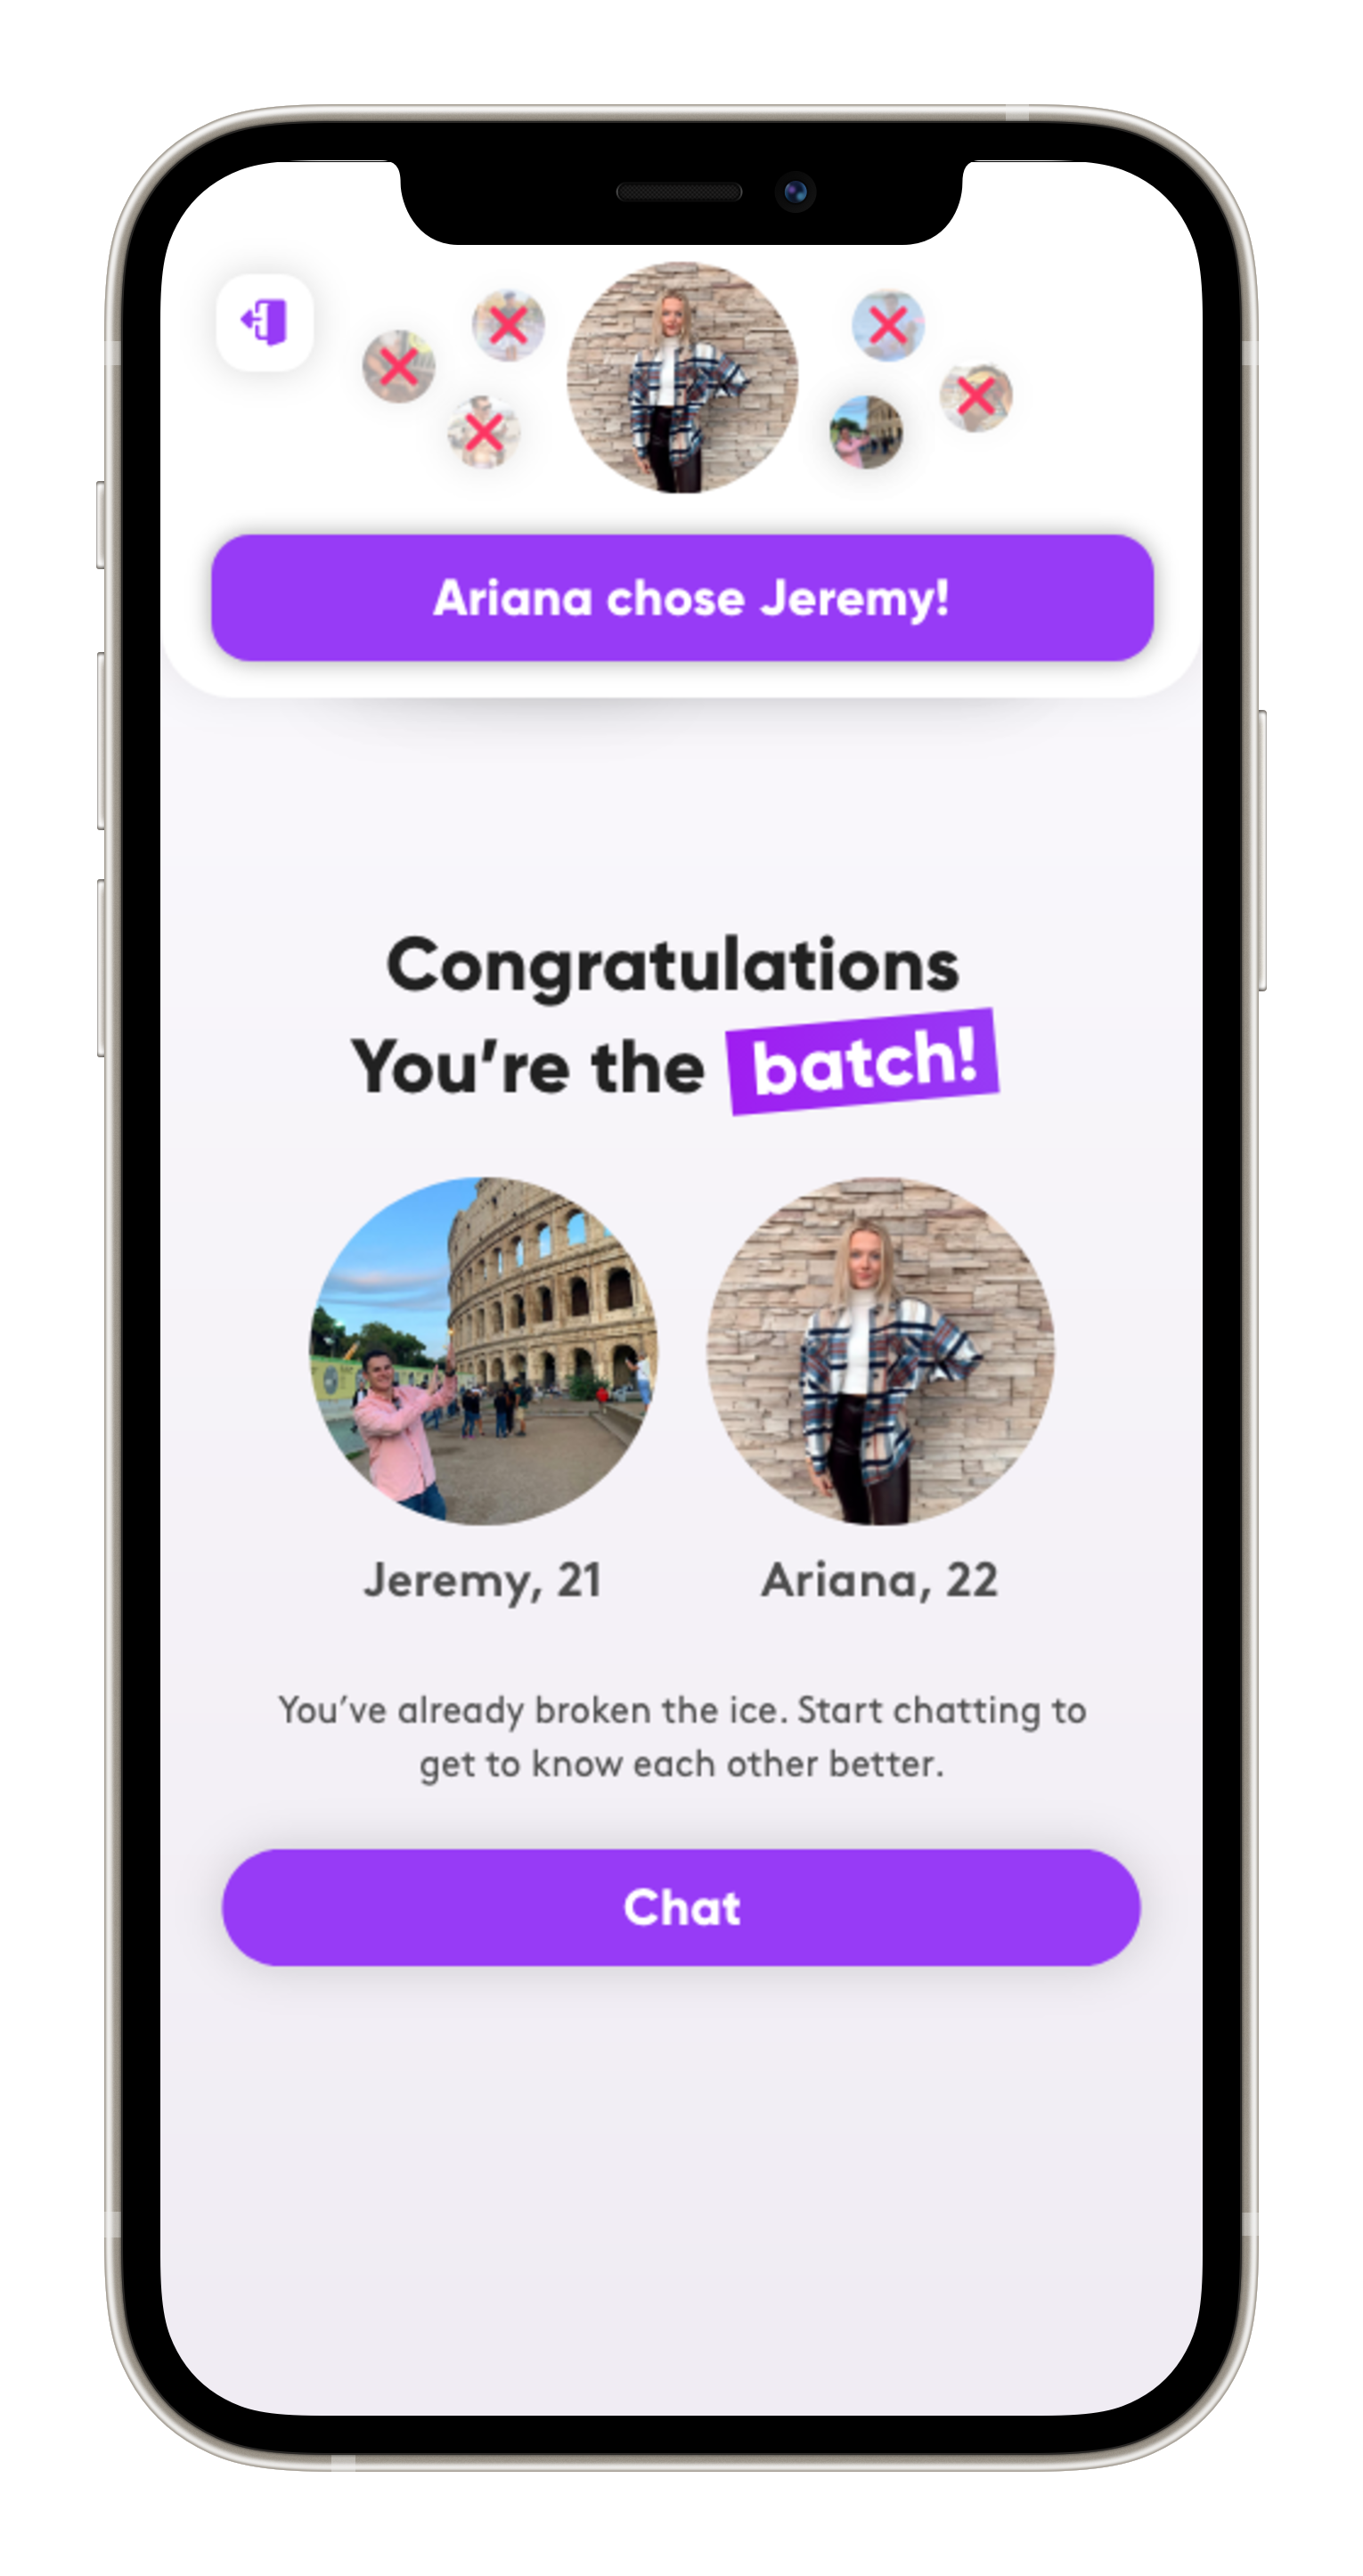 Ariana chose Jeremy!
Congratulations
You’re the batch!
Jeremy, 21
Ariana, 22
You’ve already broken the ice. Start chatting to
get to know each other better.
Chat